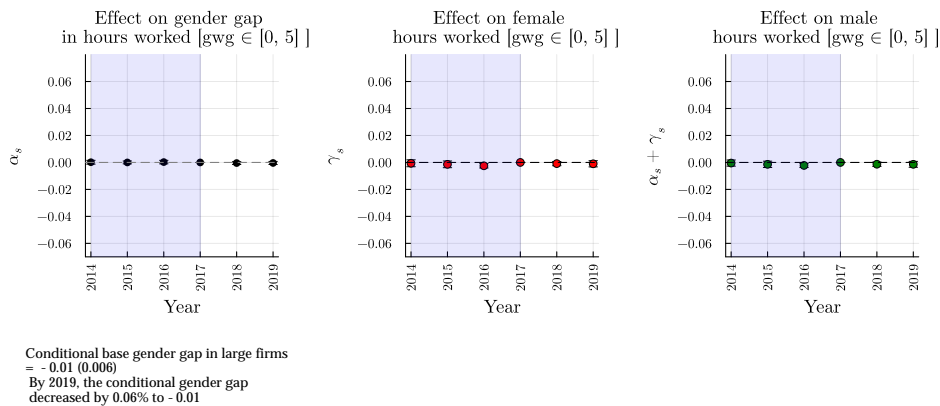 Effect on gender gap
in hours worked [gwg ∈ [0, 5] ]
0.06
0.04
0.02
0.00
−0.02
−0.04
−0.06
α_s
2014
2015
2016
2017
2018
2019
Year
Effect on female
hours worked [gwg ∈ [0, 5] ]
0.06
0.04
0.02
0.00
−0.02
−0.04
−0.06
γ_s
2014
2015
2016
2017
2018
2019
Year
Effect on male
hours worked [gwg ∈ [0, 5] ]
0.06
0.04
0.02
0.00
−0.02
−0.04
−0.06
α_s + γ_s
2014
2015
2016
2017
2018
2019
Year
Conditional base gender gap in large firms
= - 0.01 (0.006)
By 2019, the conditional gender gap
decreased by 0.06% to - 0.01